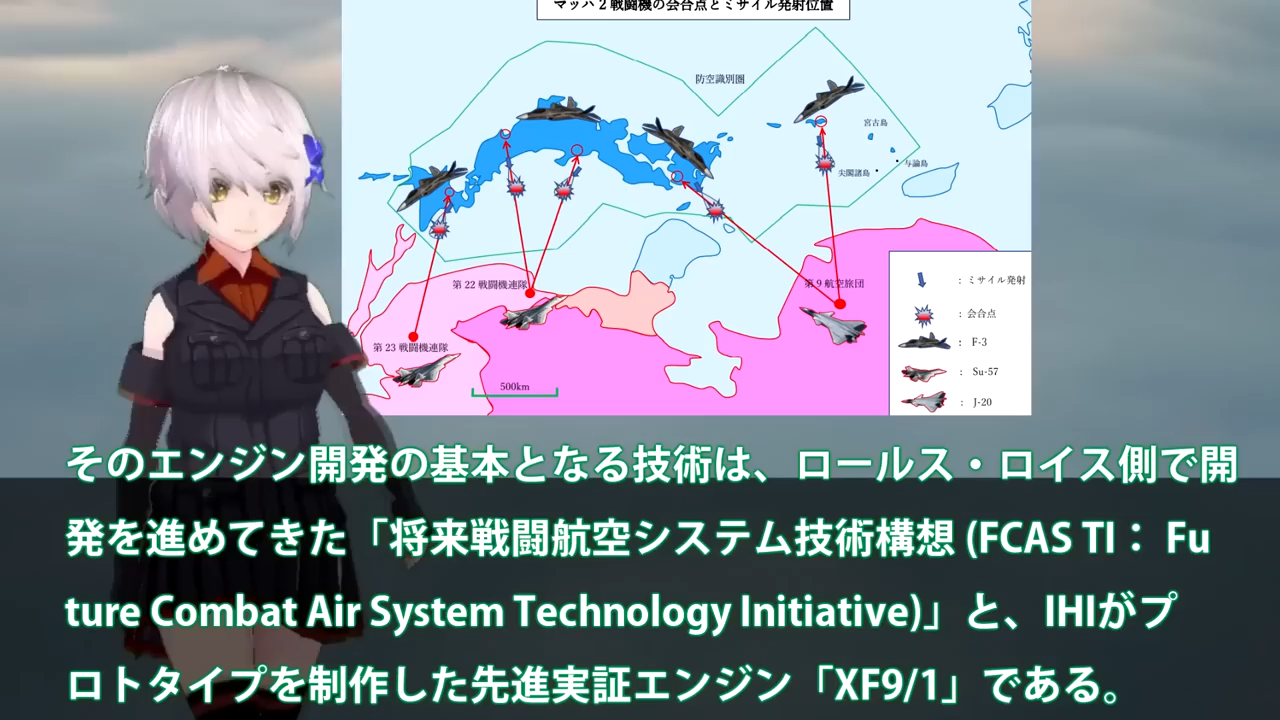 マッハ2戦闘機の会合点とミサイル発射位置
防空識別圏
宮古島
与論島
尖閣諸島
第22戦闘機連隊
第9航空旅団
第23戦闘機連隊
500km
：ミサイル発射
：会合点
： F-3
： Su-57
： J-20
そのエンジン開発の基本となる技術は、ロールス・ロイス側で開
発を進めてきた「将来戦闘航空システム技術構想 (FCAS TI： Fu
ture Combat Air System Technology Initiative)」と、IHIがプ
ロトタイプを制作した先進実証エンジン「XF9/1」である。